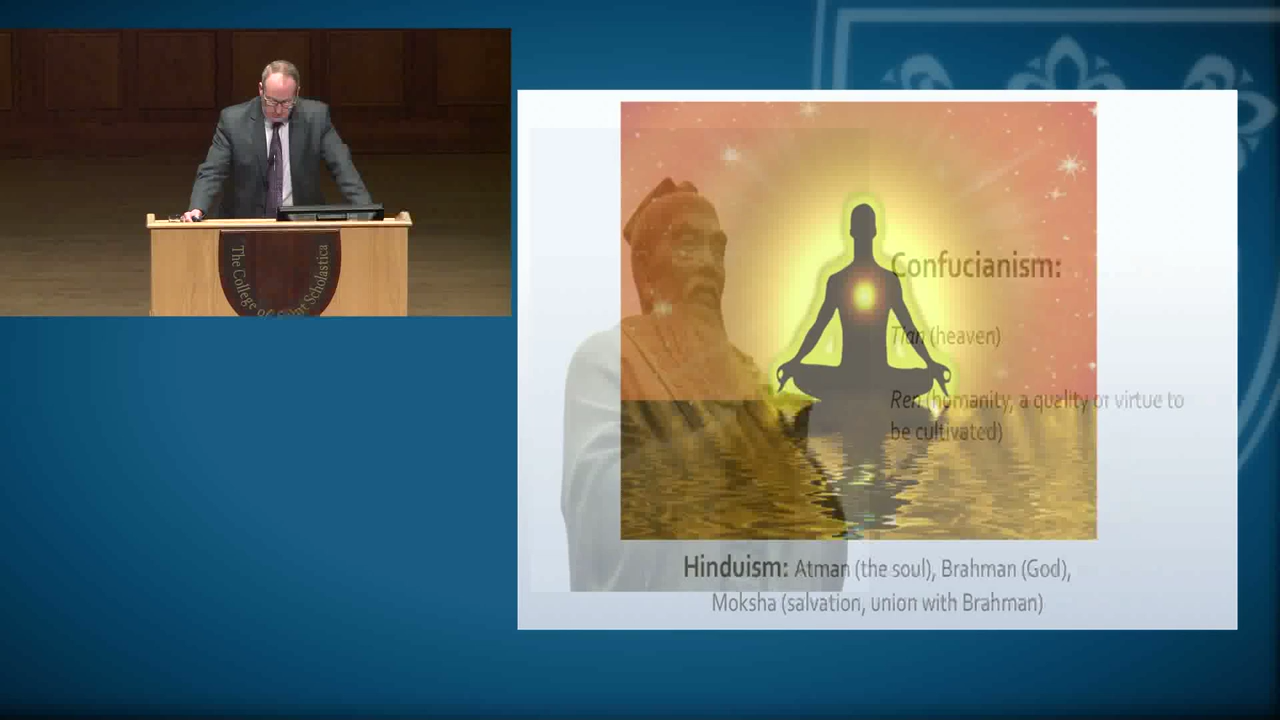 The College of Saint Scholastica
Confucianism:
Tian (heaven)
Ren (humanity, a quality or virtue to
be cultivated)
Hinduism: Atman (the soul), Brahman (God),
Moksha (salvation, union with Brahman)